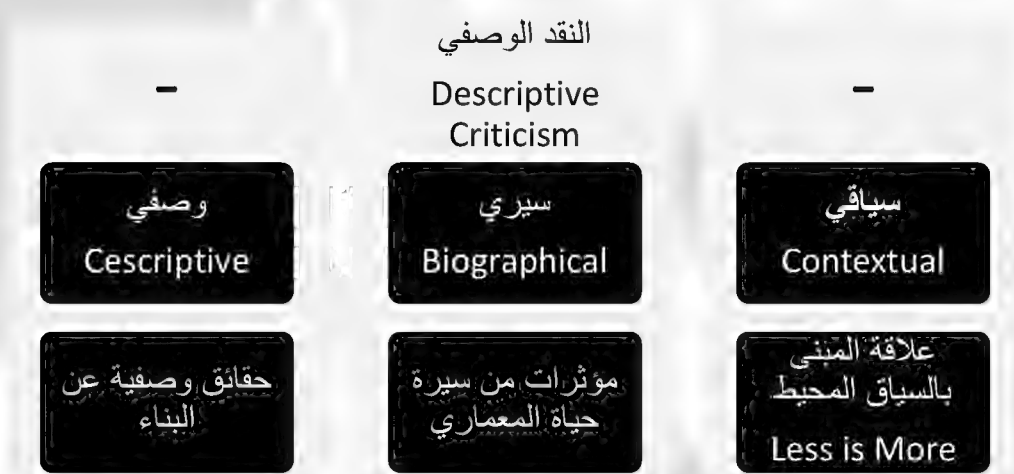 النقد الوصفي
-
Descriptive
Criticism
-
وصفي
Cescriptive
سيري
Biographical
سياقي
Contextual
حقائق وصفية عن
البناء
مؤثرات من سيرة
حياة المعماري
علاقة المبنى
بالسياق المحيط
Less is More